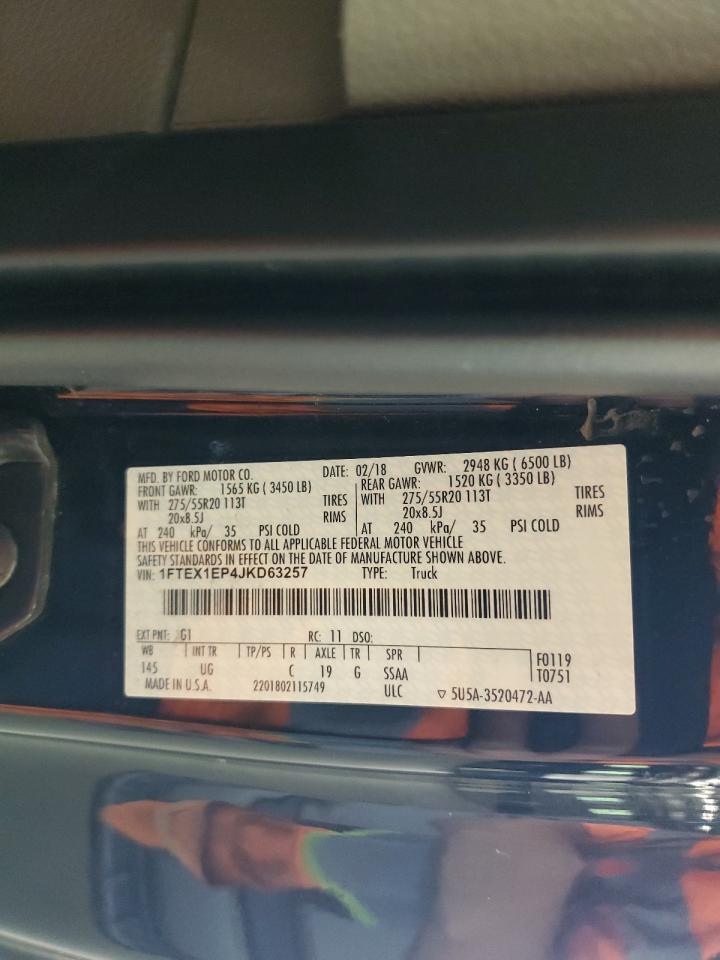 MFD. BY FORD MOTOR CO. DATE: 02/18 GVWR: 2948 KG ( 6500 LB)
FRONT GAWR: 1565 KG ( 3450 LB) REAR GAWR: 1520 KG ( 3350 LB)
WITH 275/55R20 113T TIRES WITH 275/55R20 113T TIRES
20x8.5J RIMS 20x8.5J RIMS
AT 240 kPa/ 35 PSI COLD AT 240 kPa/ 35 PSI COLD
THIS VEHICLE CONFORMS TO ALL APPLICABLE FEDERAL MOTOR VEHICLE
SAFETY STANDARDS IN EFFECT ON THE DATE OF MANUFACTURE SHOWN ABOVE.
VIN: 1FTEX1EP4JKD63257 TYPE: Truck
EXT PNT: G1 RC: 11 DSO:
WB INT TR TP/PS R AXLE TR SPR F0119
145 UG C 19 G SSAA T0751
MADE IN U.S.A. 2201802115749 ULC ▽ 5U5A-3520472-AA